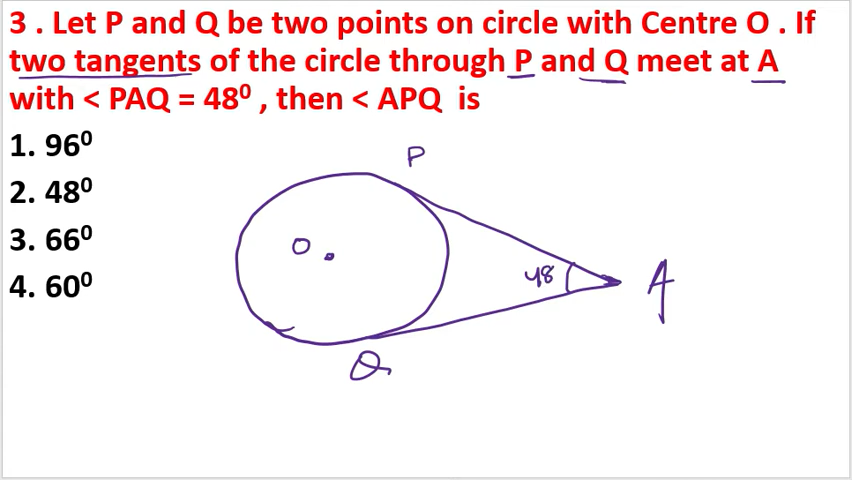 3 . Let P and Q be two points on circle with Centre O . If
two tangents of the circle through P and Q meet at A
with < PAQ = 48⁰ , then < APQ is
1. 96⁰
2. 48⁰
3. 66⁰
4. 60⁰
P
O
48
A
Q